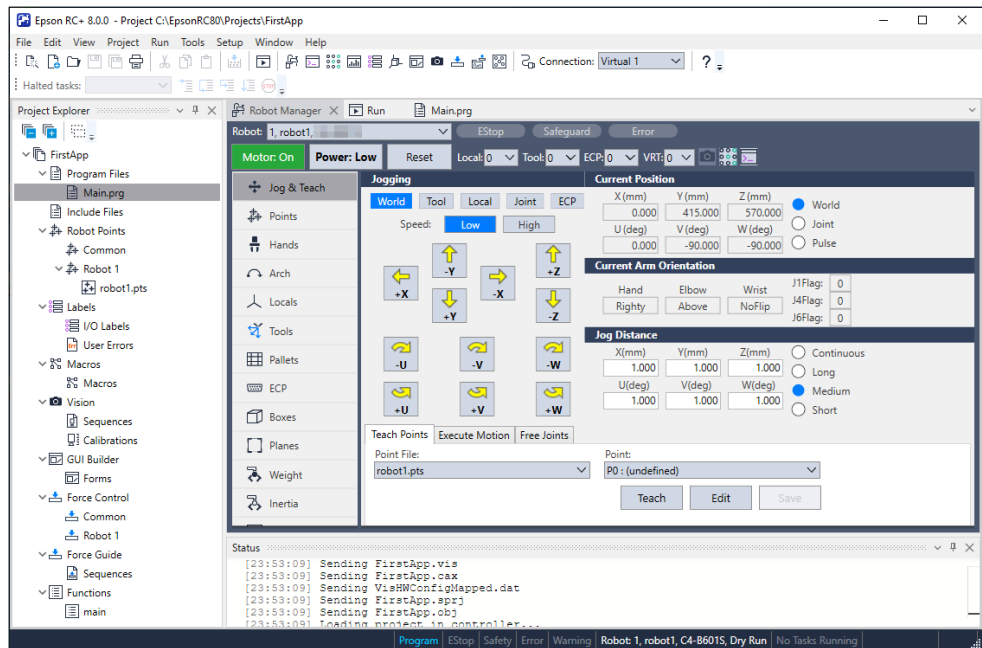 Epson RC+ 8.0.0 - Project C:\EpsonRC80\Projects\FirstApp
File Edit View Project Run Tools Setup Window Help
Connection: Virtual 1
?
Halted tasks:
STOP
Project Explorer
Robot Manager
Run
Main.prg
FirstApp
Program Files
Main.prg
Include Files
Robot Points
Common
Robot 1
robot1.pts
Labels
I/O Labels
User Errors
Macros
Macros
Vision
Sequences
Calibrations
GUI Builder
Forms
Force Control
Common
Robot 1
Force Guide
Sequences
Functions
main
Robot: 1, robot1,
EStop Safeguard Error
Motor: On Power: Low Reset Local: 0 Tool: 0 ECP: 0 VRT: 0
Jog & Teach
Points
Hands
Arch
Locals
Tools
Pallets
ECP
Boxes
Planes
Weight
Inertia
Jogging
World Tool Local Joint ECP
Speed: Low High
-Y +Z
+X -X
+Y -Z
-U -V -W
+U +V +W
Current Position
X (mm) Y (mm) Z (mm)
0.000 415.000 570.000
U (deg) V (deg) W (deg)
0.000 -90.000 -90.000
World
Joint
Pulse
Current Arm Orientation
Hand Elbow Wrist
Righty Above NoFlip
J1Flag: 0
J4Flag: 0
J6Flag: 0
Jog Distance
X(mm) Y(mm) Z(mm)
1.000 1.000 1.000
U(deg) V(deg) W(deg)
1.000 1.000 1.000
Continuous
Long
Medium
Short
Teach Points Execute Motion Free Joints
Point File: Point:
robot1.pts P0 : (undefined)
Teach Edit Save
Status
[23:53:09] Sending FirstApp.vis
[23:53:09] Sending FirstApp.cax
[23:53:09] Sending VisHWConfigMapped.dat
[23:53:09] Sending FirstApp.sprj
[23:53:09] Sending FirstApp.obj
[23:53:09] Loading project in controller...
Program EStop Safety Error Warning Robot: 1, robot1, C4-B601S, Dry Run No Tasks Running